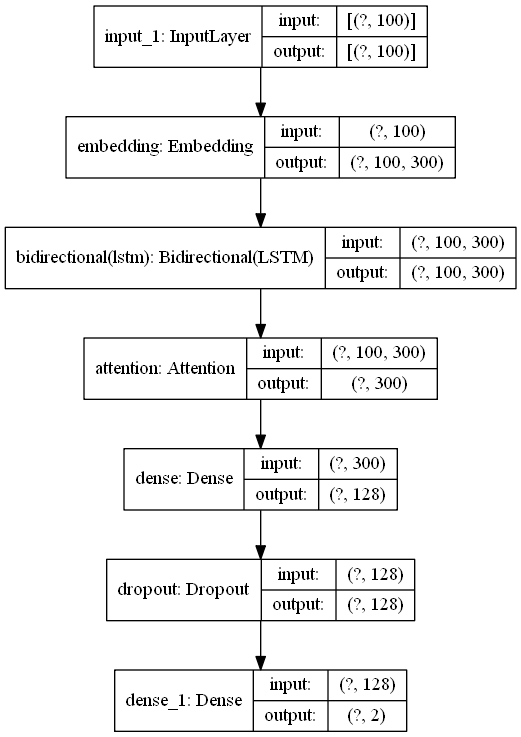 input_1: InputLayer
input: [(?, 100)]
output: [(?, 100)]
embedding: Embedding
input: (?, 100)
output: (?, 100, 300)
bidirectional(lstm): Bidirectional(LSTM)
input: (?, 100, 300)
output: (?, 100, 300)
attention: Attention
input: (?, 100, 300)
output: (?, 300)
dense: Dense
input: (?, 300)
output: (?, 128)
dropout: Dropout
input: (?, 128)
output: (?, 128)
dense_1: Dense
input: (?, 128)
output: (?, 2)